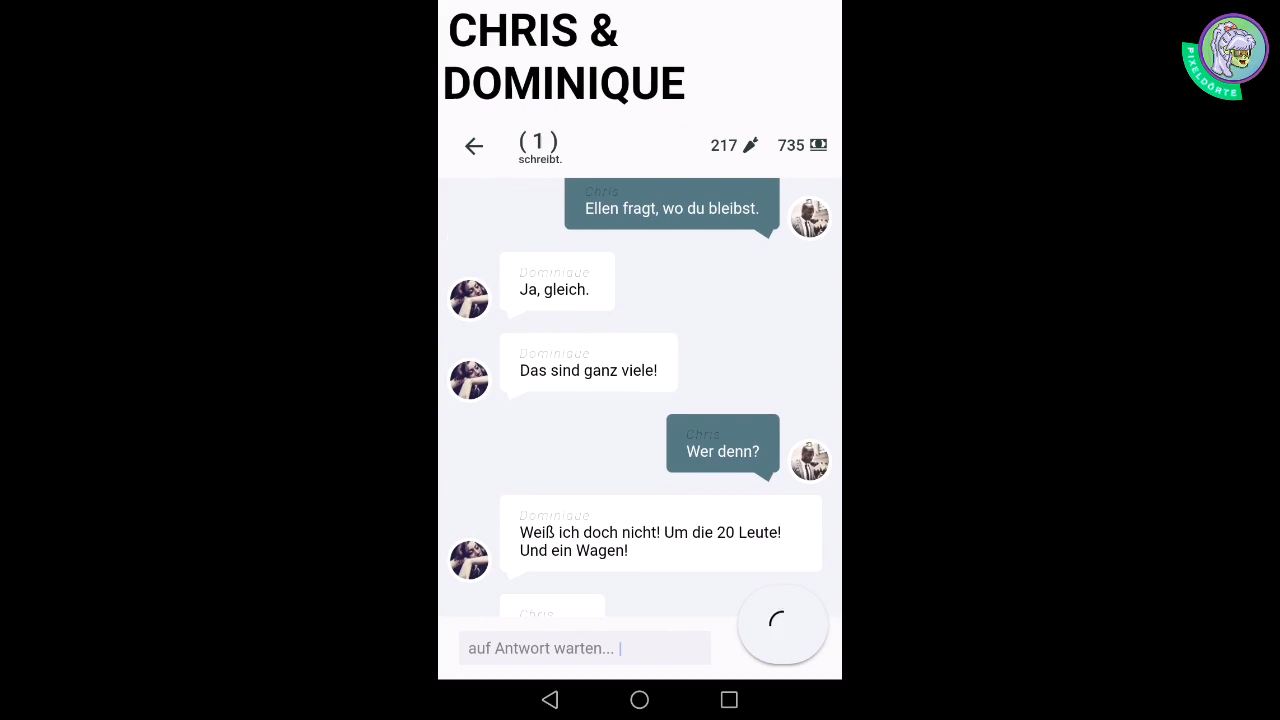 CHRIS &
DOMINIQUE
PIXELDÖRTE
( 1 )
schreibt.
217
735
Chris
Ellen fragt, wo du bleibst.
Dominique
Ja, gleich.
Dominique
Das sind ganz viele!
Chris
Wer denn?
Dominique
Weiß ich doch nicht! Um die 20 Leute!
Und ein Wagen!
Chris
auf Antwort warten... |